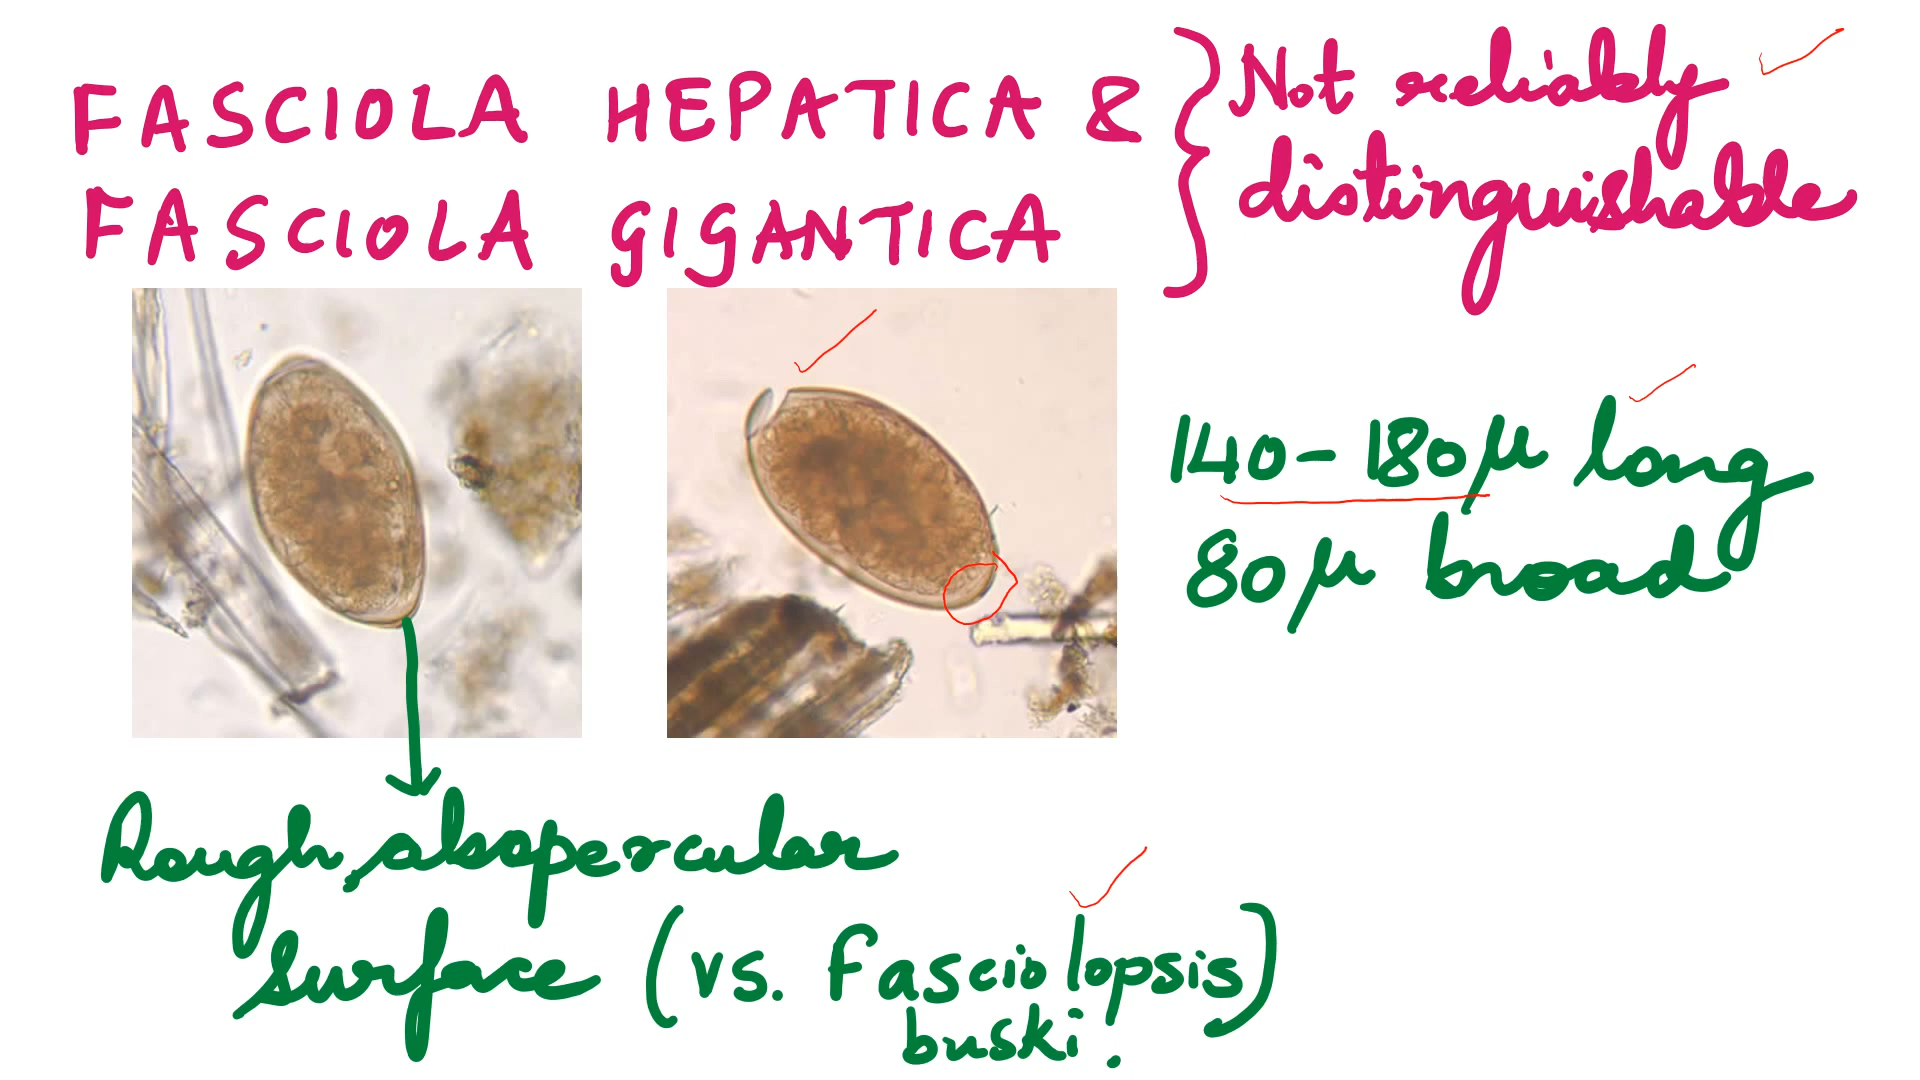 FASCIOLA HEPATICA &
FASCIOLA GIGANTICA
Not reliably
distinguishable
140-180µ long
80µ broad
Rough, abopercular
surface (vs. Fasciolopsis
buski!
)